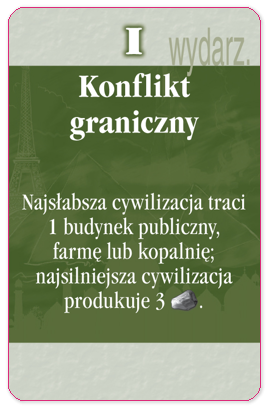 I
wydarz.
Konflikt
graniczny
Najsłabsza cywilizacja traci
1 budynek publiczny,
farmę lub kopalnię;
najsilniejsza cywilizacja
produkuje 3 .